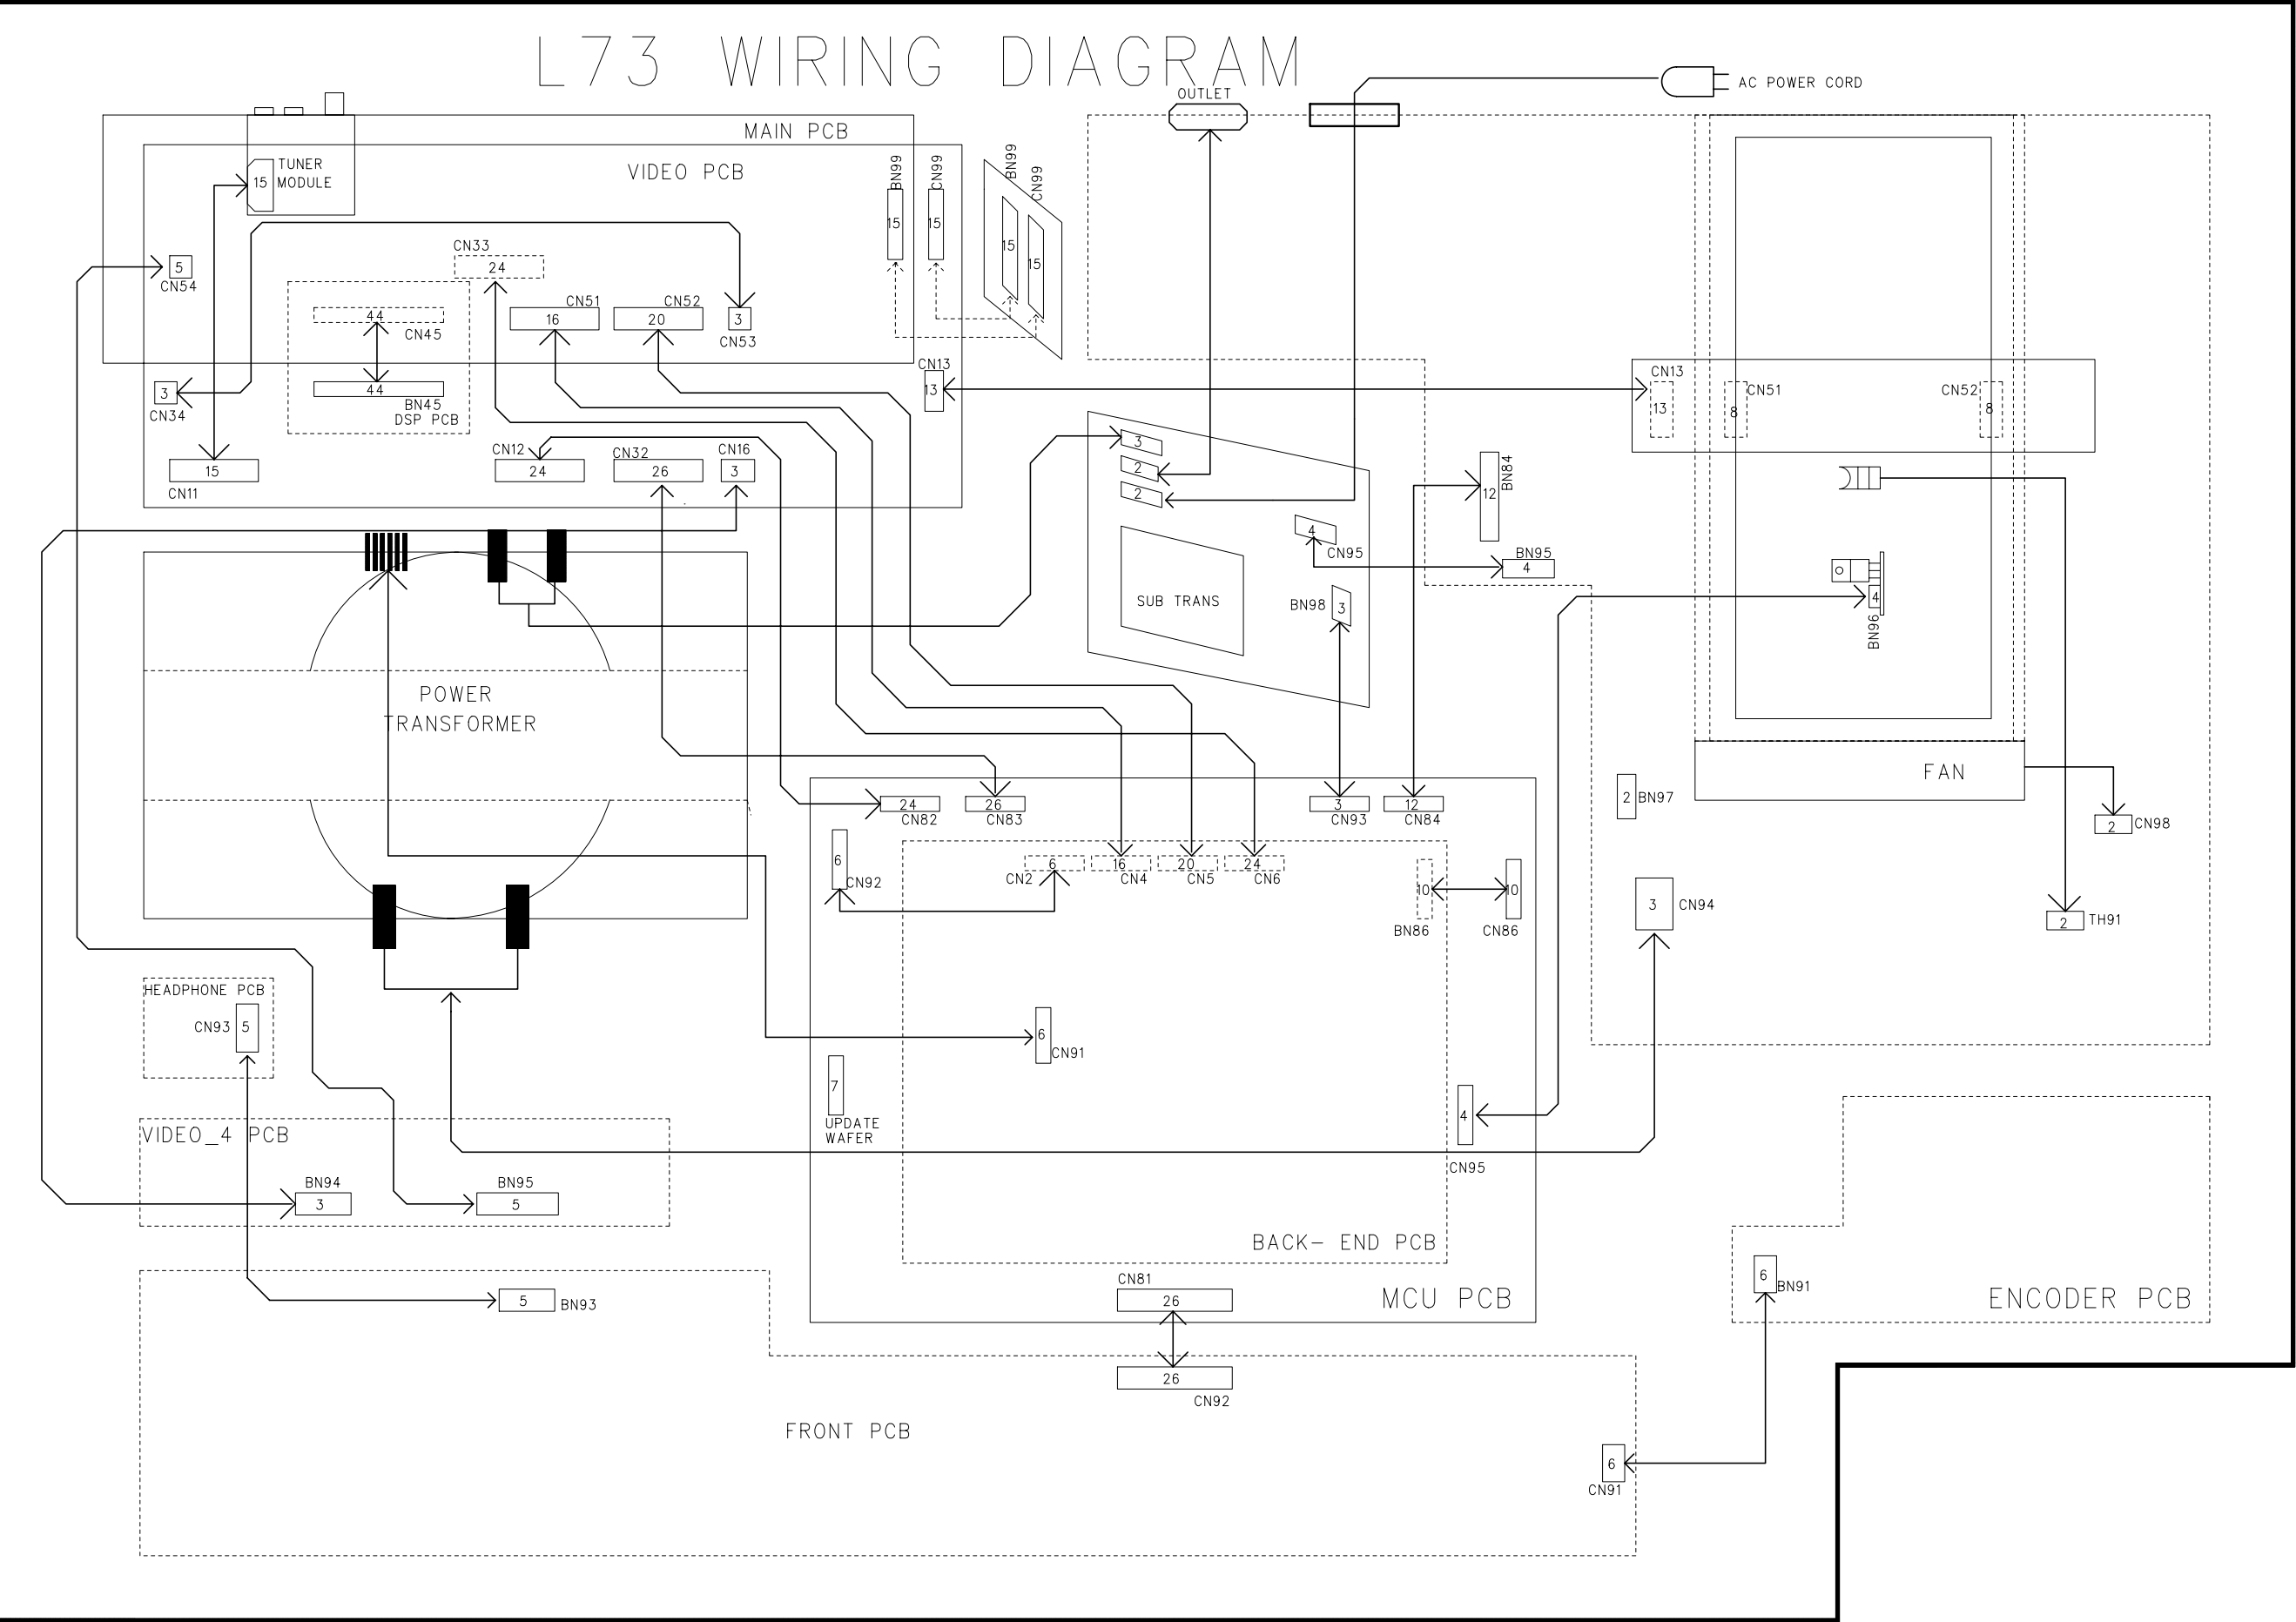 L73 WIRING DIAGRAM
AC POWER CORD
OUTLET
MAIN PCB
VIDEO PCB
TUNER
MODULE
15
BN99
15
CN99
15
BN99
15
CN99
15
5
CN54
CN33
24
44
CN45
44
BN45
DSP PCB
CN51
16
CN52
20
3
CN53
3
CN34
15
CN11
CN12
24
CN32
26
CN16
3
CN13
13
CN13
13
CN51
8
CN52
8
3
2
2
4
CN95
SUB TRANS
BN98
3
BN84
12
BN95
4
4
BN96
POWER
TRANSFORMER
FAN
2
BN97
2
CN98
3
CN94
2
TH91
24
CN82
26
CN83
3
CN93
12
CN84
6
CN92
6
CN2
16
CN4
20
CN5
24
CN6
10
BN86
10
CN86
6
CN91
7
UPDATE
WAFER
4
CN95
BACK- END PCB
MCU PCB
CN81
26
26
CN92
HEADPHONE PCB
CN93
5
VIDEO_4 PCB
BN94
3
BN95
5
5
BN93
FRONT PCB
6
CN91
6
BN91
ENCODER PCB